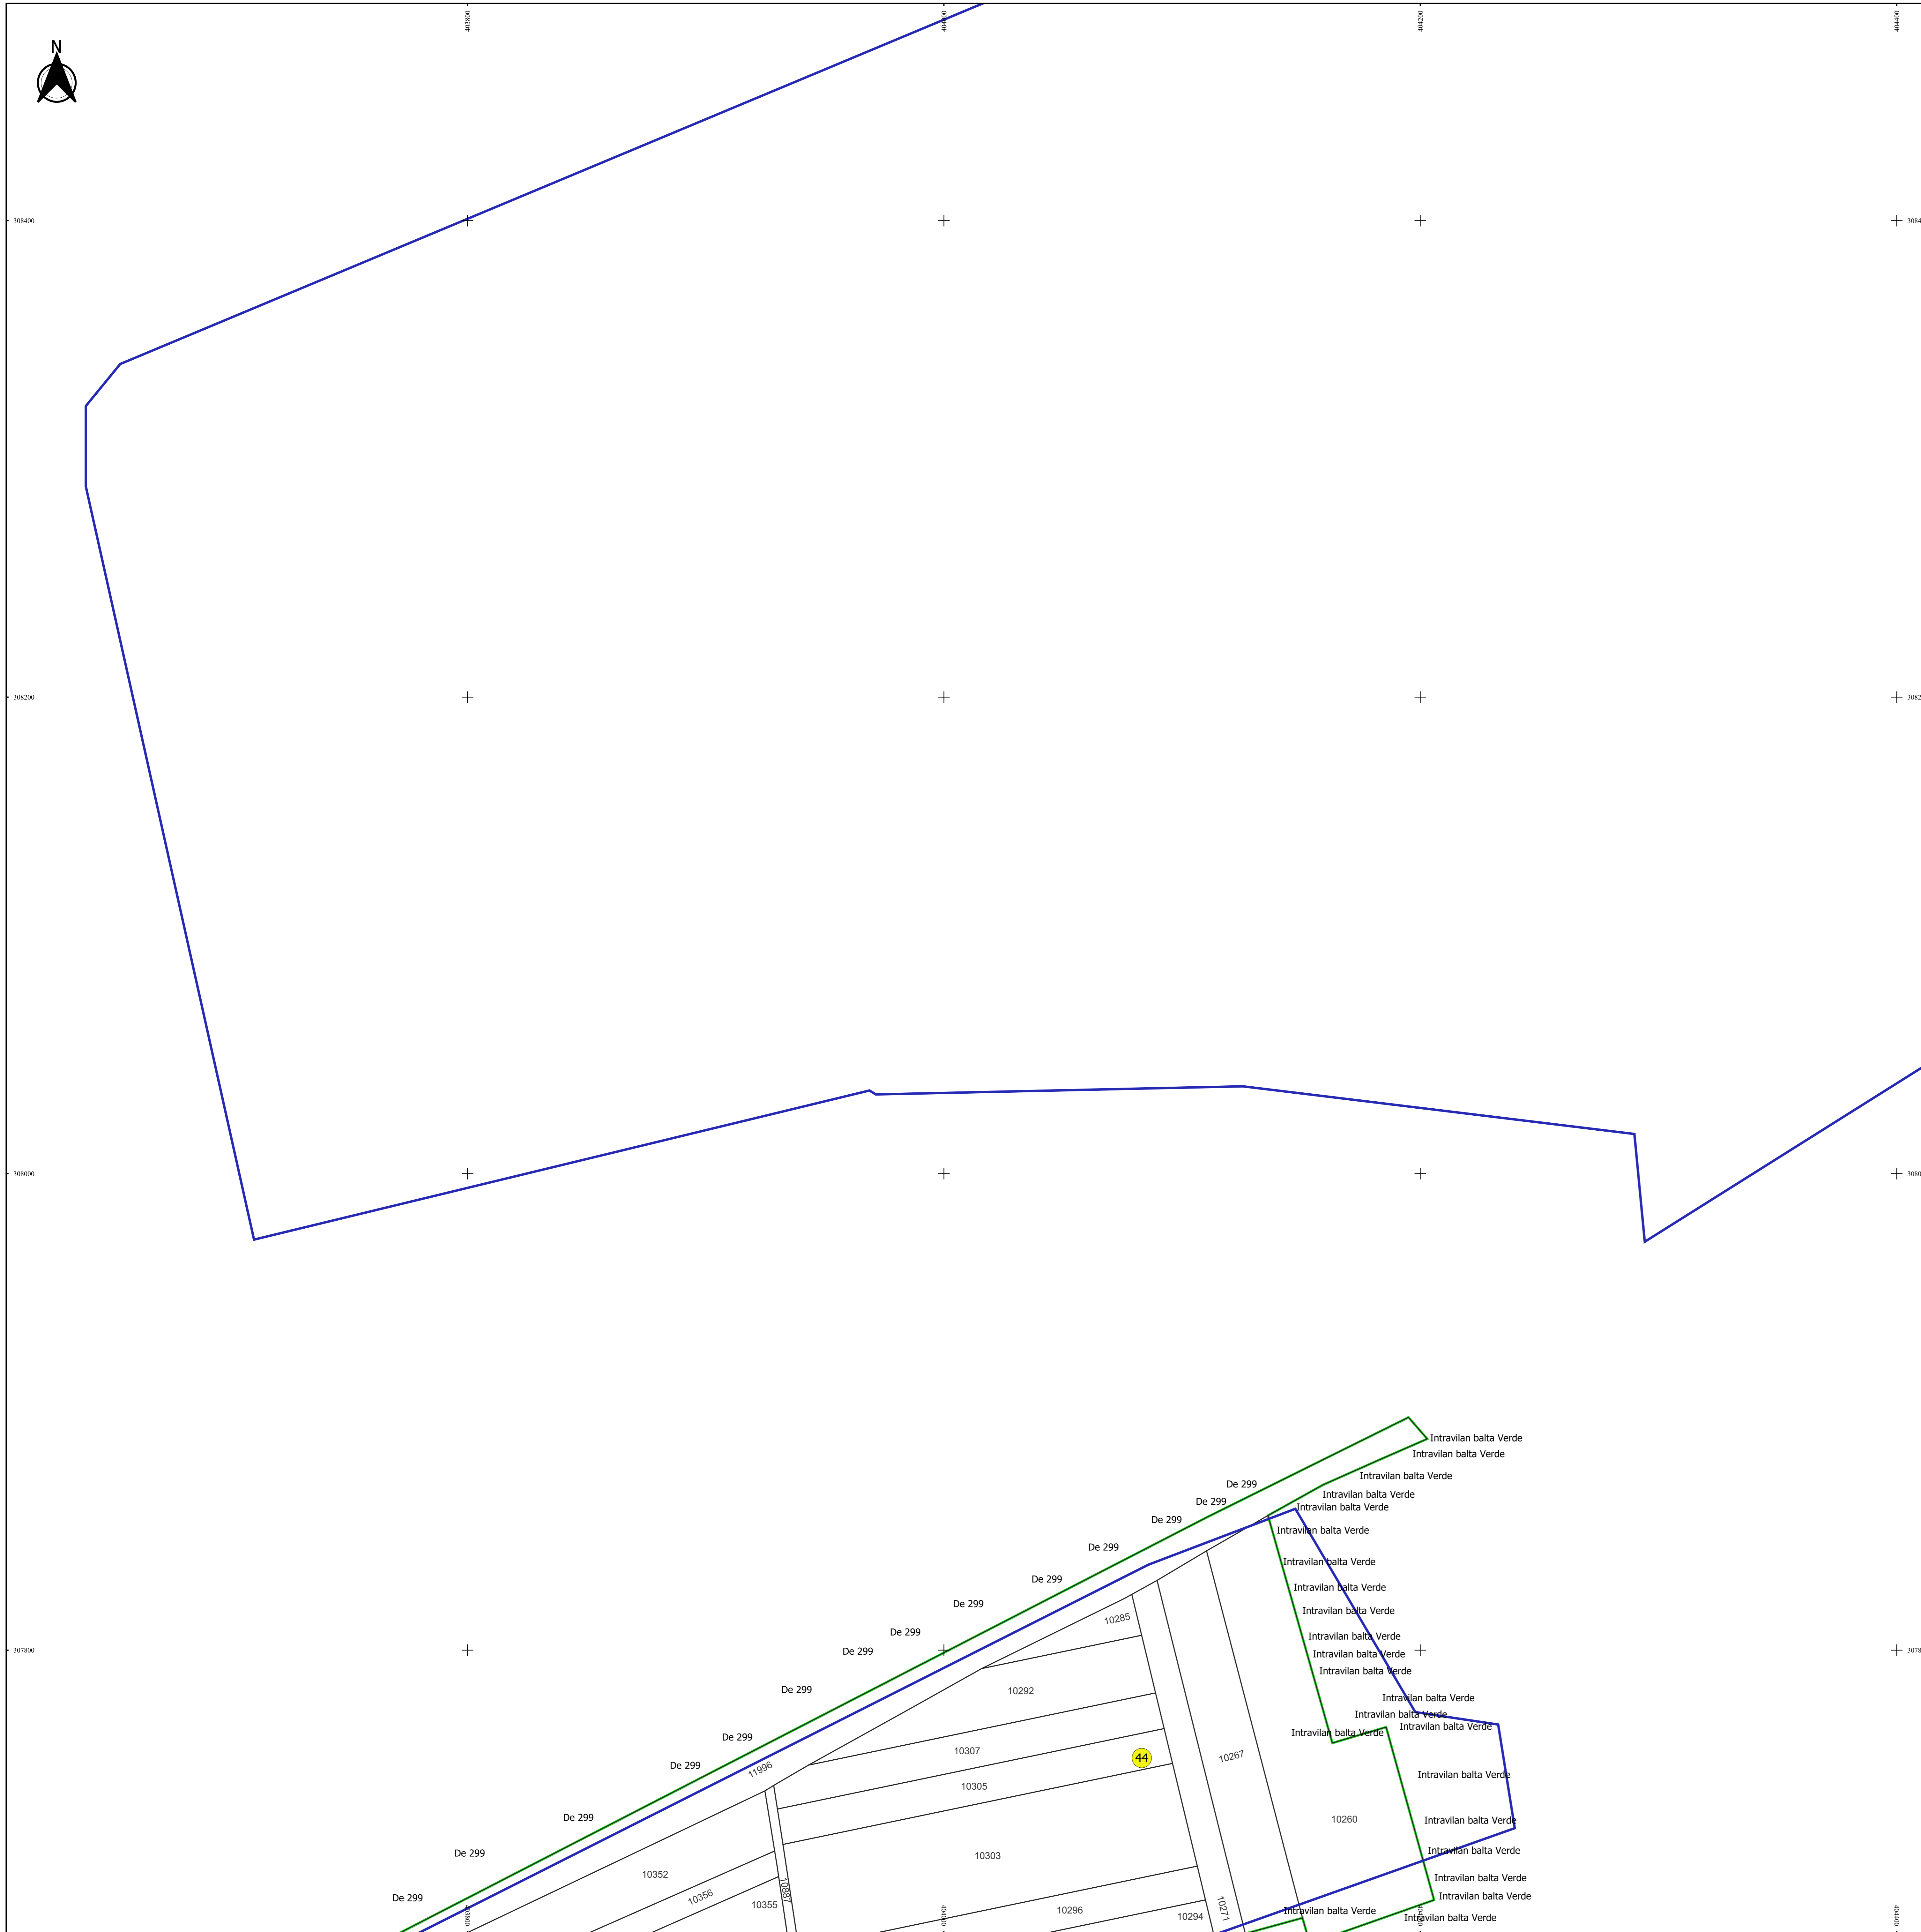 403800
404000
404200
404400
N
308400
308200
308000
307800
Intravilan balta Verde
Intravilan balta Verde
Intravilan balta Verde
De 299
Intravilan balta Verde
De 299
Intravilan balta Verde
De 299
Intravilan balta Verde
De 299
Intravilan balta Verde
De 299
Intravilan balta Verde
De 299
Intravilan balta Verde
10285
De 299
Intravilan balta Verde
De 299
Intravilan balta Verde
Intravilan balta Verde
De 299
10292
Intravilan balta Verde
Intravilan balta Verde
Intravilan balta Verde
Intravilan balta Verde
De 299
10307
44
10267
De 299
11996
Intravilan balta Verde
10305
De 299
10260
Intravilan balta Verde
De 299
10303
Intravilan balta Verde
10352
Intravilan balta Verde
10887
De 299
10356
Intravilan balta Verde
10355
10296
10294
10271
Intravilan balta Verde
Intravilan balta Verde
403800
404000
404200
404400